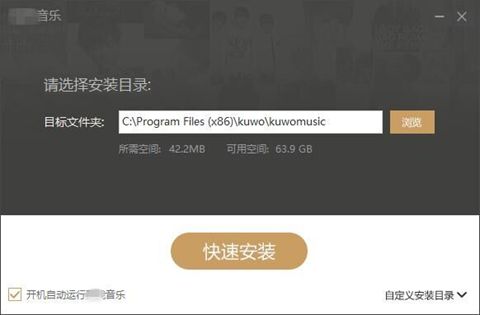 音乐
请选择安装目录:
目标文件夹: C:\Program Files (x86)\kuwo\kuwomusic 浏览
所需空间: 42.2MB 可用空间: 63.9 GB
快速安装
开机自动运行音乐 自定义安装目录